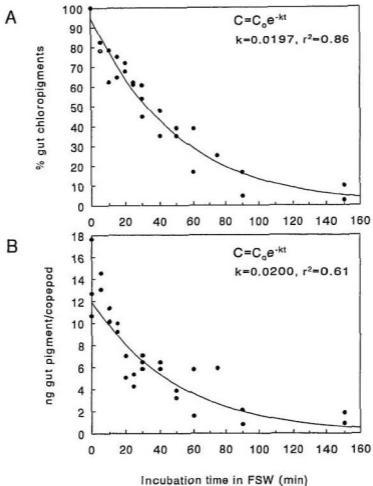 A
C=C₀e⁻ᵏᵗ
k=0.0197, r²=0.86
% gut chloropigments
100
90
80
70
60
50
40
30
20
10
0
0 20 40 60 80 100 120 140 160
B
C=C₀e⁻ᵏᵗ
k=0.0200, r²=0.61
ng gut pigment/copepod
18
16
14
12
10
8
6
4
2
0
0 20 40 60 80 100 120 140 160
Incubation time in FSW (min)